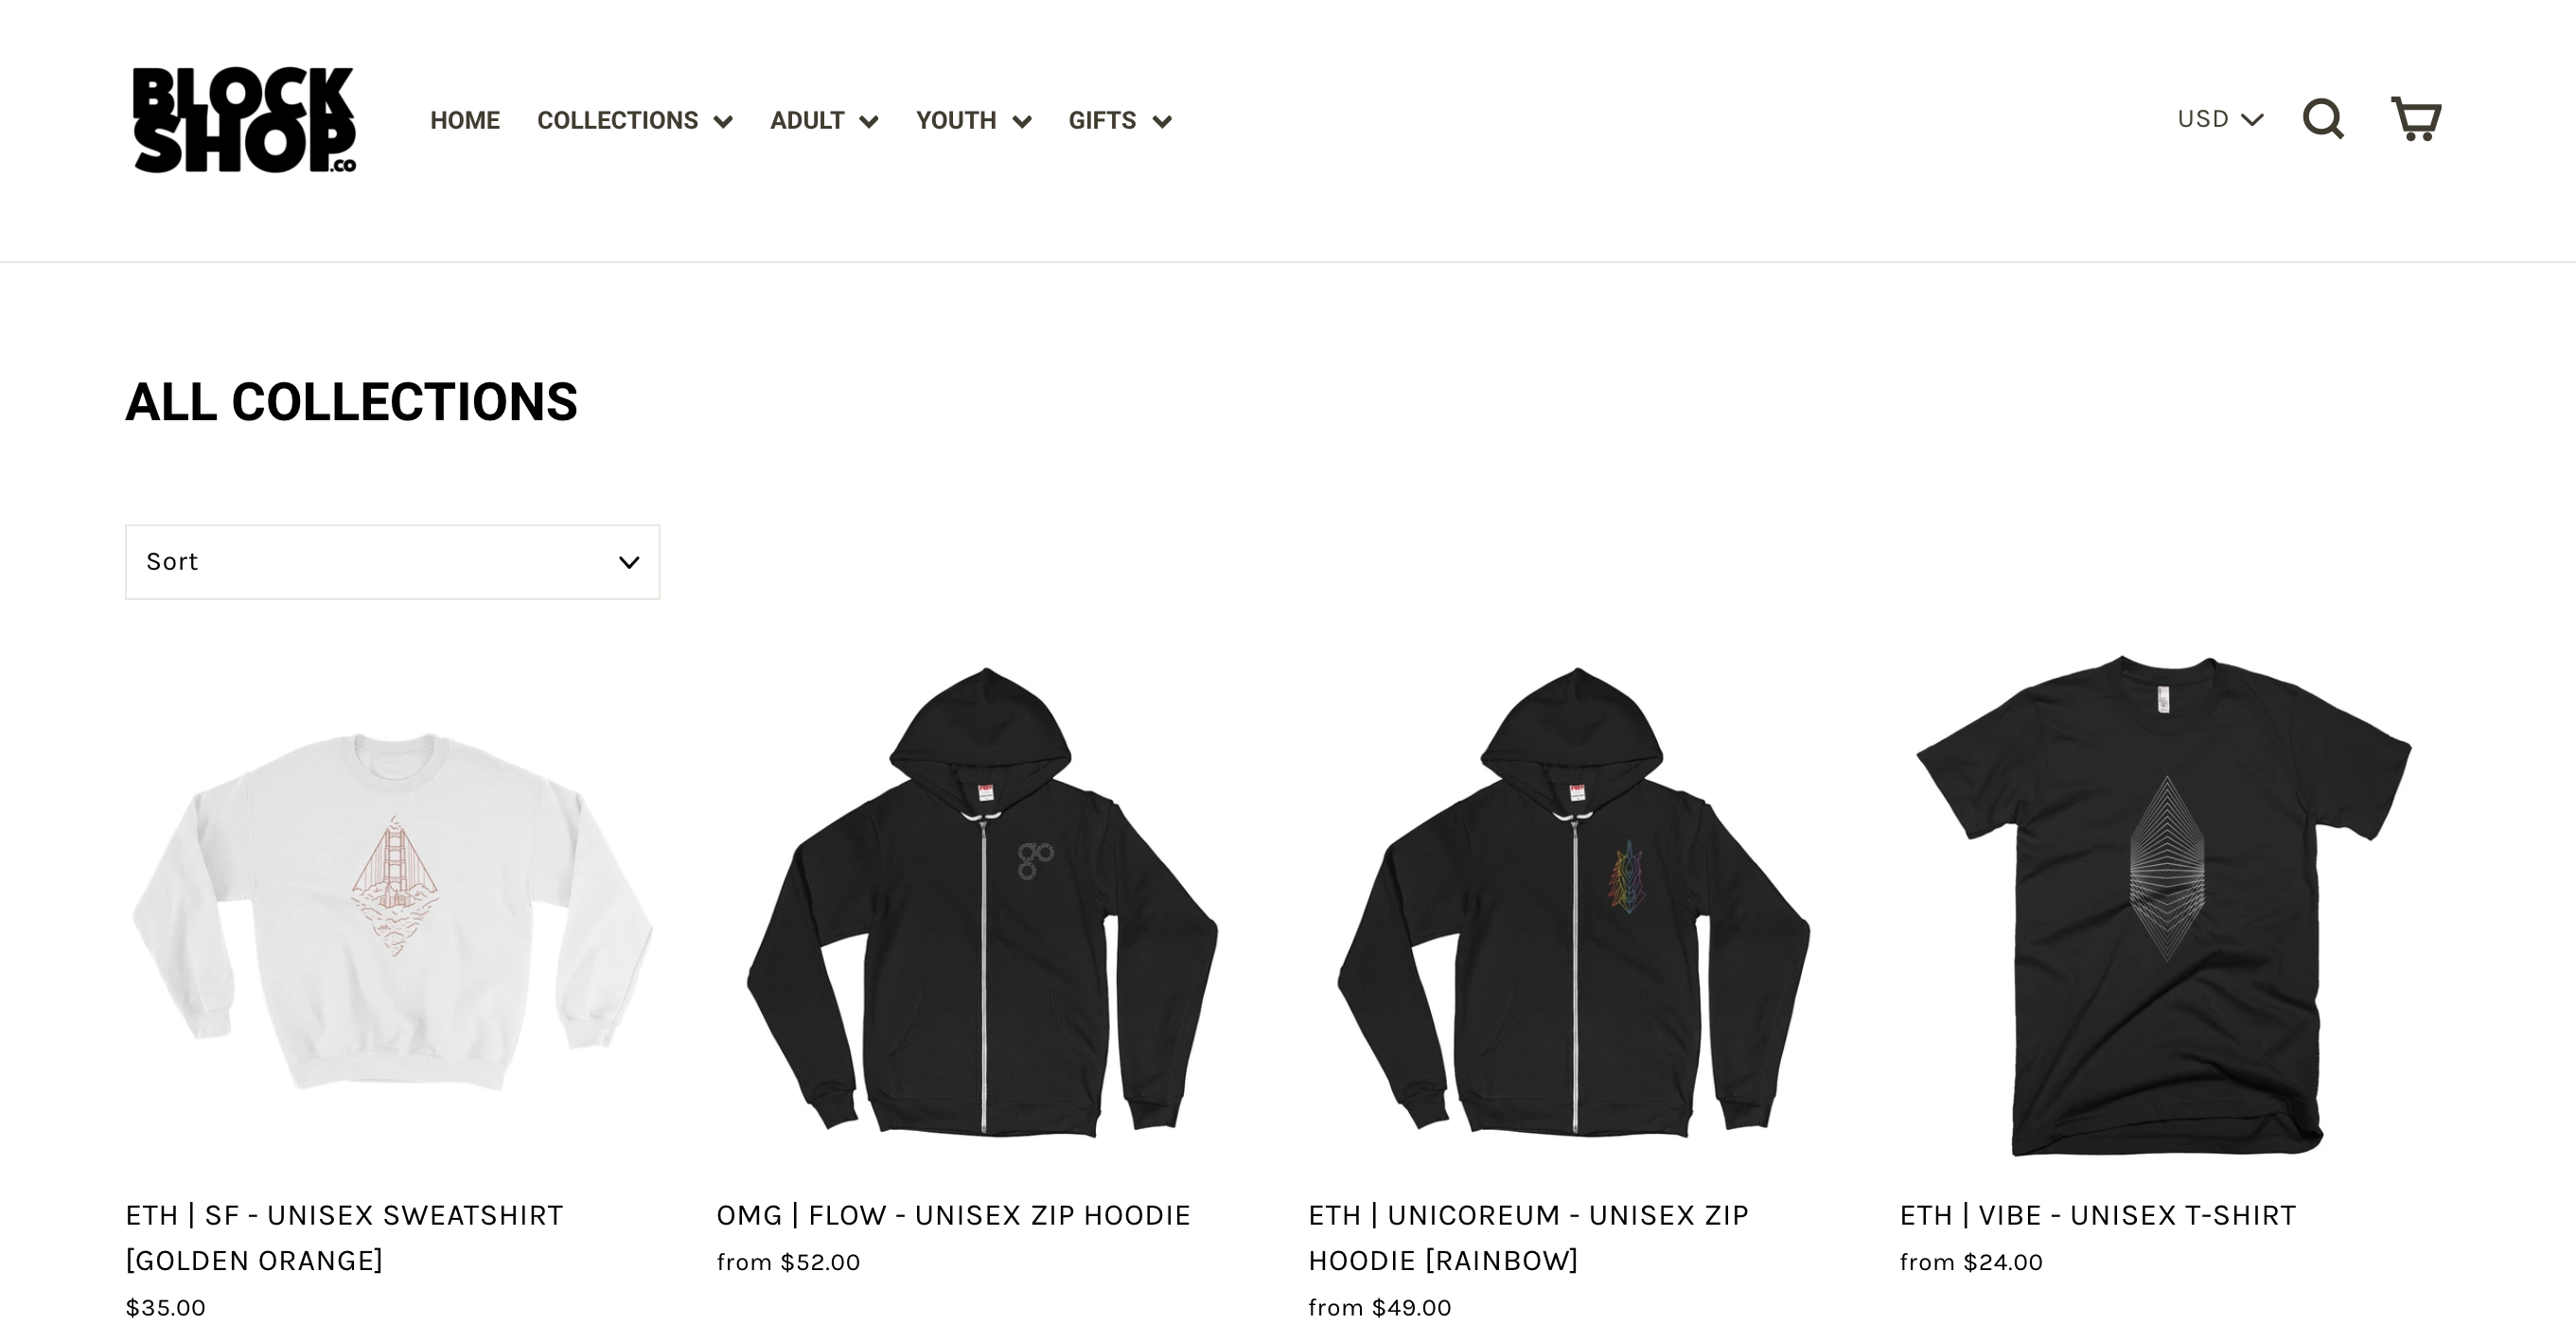 BLOCK
SHOP.CO
HOME COLLECTIONS ADULT YOUTH GIFTS
USD
ALL COLLECTIONS
Sort
ETH | SF - UNISEX SWEATSHIRT
[GOLDEN ORANGE]
$35.00
OMG | FLOW - UNISEX ZIP HOODIE
from $52.00
ETH | UNICOREUM - UNISEX ZIP
HOODIE [RAINBOW]
from $49.00
ETH | VIBE - UNISEX T-SHIRT
from $24.00